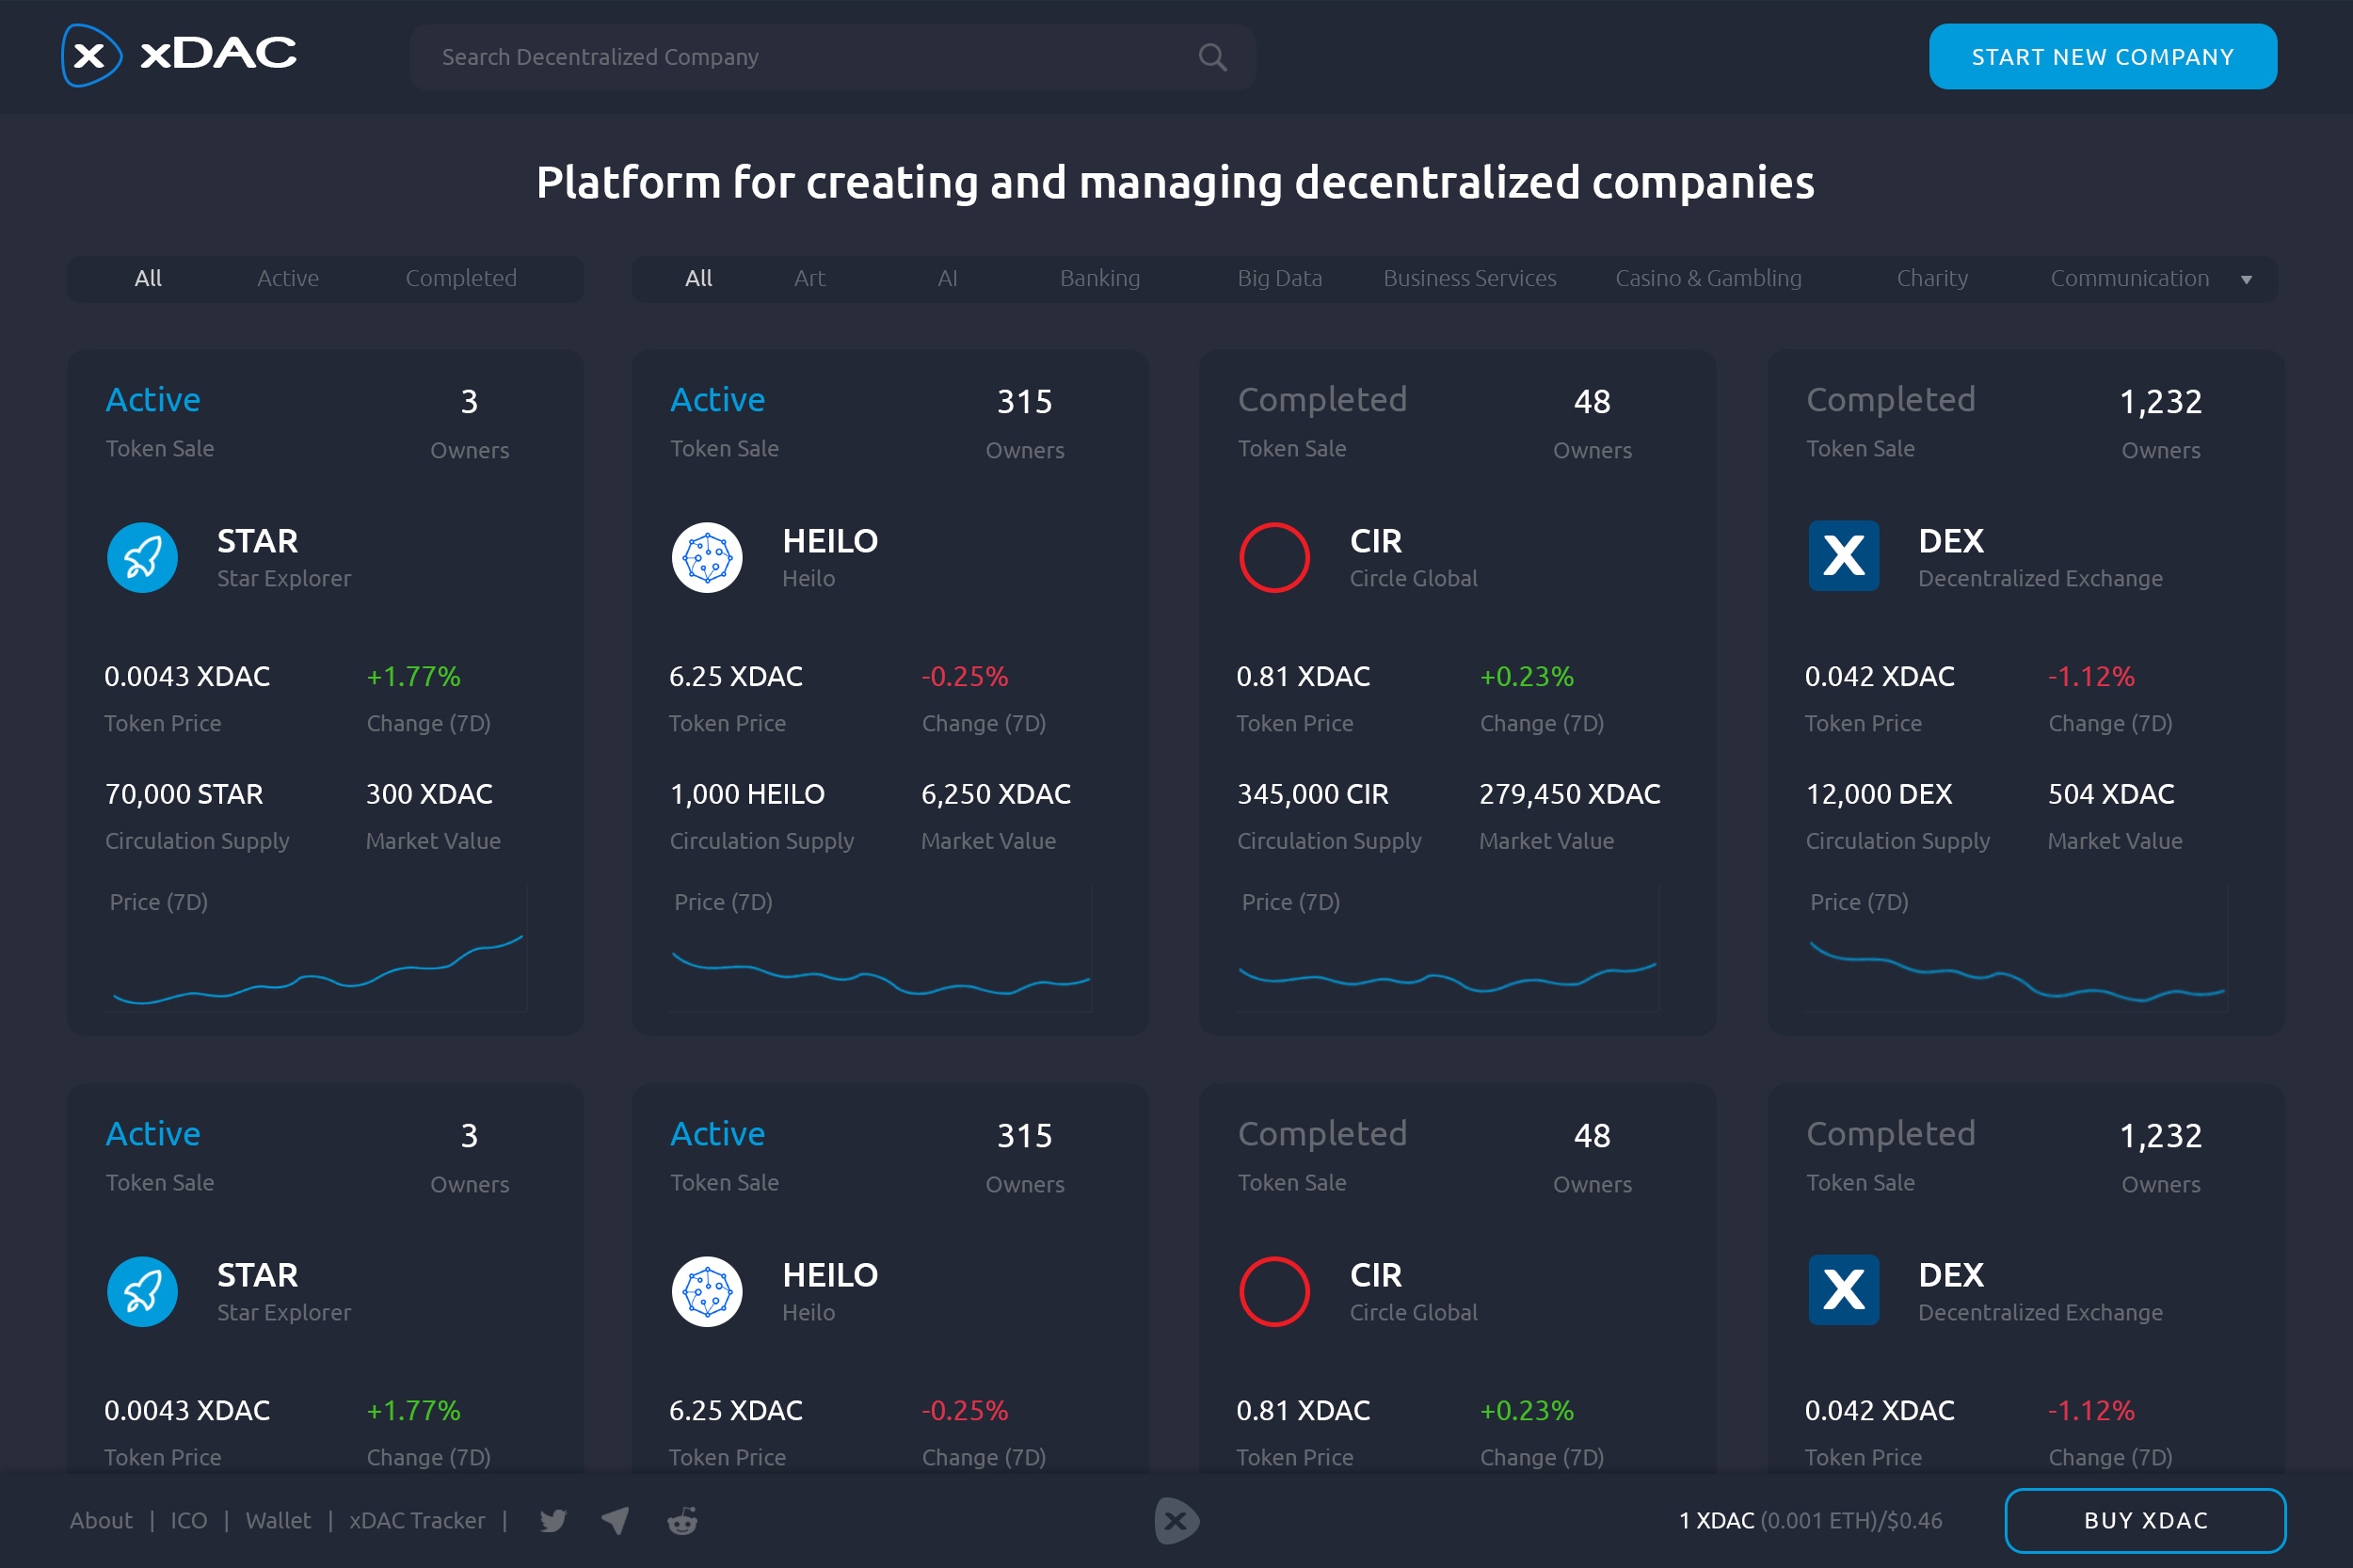 x xDAC Search Decentralized Company START NEW COMPANY
Platform for creating and managing decentralized companies
All Active Completed All Art AI Banking Big Data Business Services Casino & Gambling Charity Communication
Active 3 Active 315 Completed 48 Completed 1,232
Token Sale Owners Token Sale Owners Token Sale Owners Token Sale Owners
STAR HEILO CIR X DEX
Star Explorer Heilo Circle Global Decentralized Exchange
0.0043 XDAC +1.77% 6.25 XDAC -0.25% 0.81 XDAC +0.23% 0.042 XDAC -1.12%
Token Price Change (7D) Token Price Change (7D) Token Price Change (7D) Token Price Change (7D)
70,000 STAR 300 XDAC 1,000 HEILO 6,250 XDAC 345,000 CIR 279,450 XDAC 12,000 DEX 504 XDAC
Circulation Supply Market Value Circulation Supply Market Value Circulation Supply Market Value Circulation Supply Market Value
Price (7D) Price (7D) Price (7D) Price (7D)
Active 3 Active 315 Completed 48 Completed 1,232
Token Sale Owners Token Sale Owners Token Sale Owners Token Sale Owners
STAR HEILO CIR X DEX
Star Explorer Heilo Circle Global Decentralized Exchange
0.0043 XDAC +1.77% 6.25 XDAC -0.25% 0.81 XDAC +0.23% 0.042 XDAC -1.12%
Token Price Change (7D) Token Price Change (7D) Token Price Change (7D) Token Price Change (7D)
About | ICO | Wallet | xDAC Tracker | x 1 XDAC (0.001 ETH)/$0.46 BUY XDAC